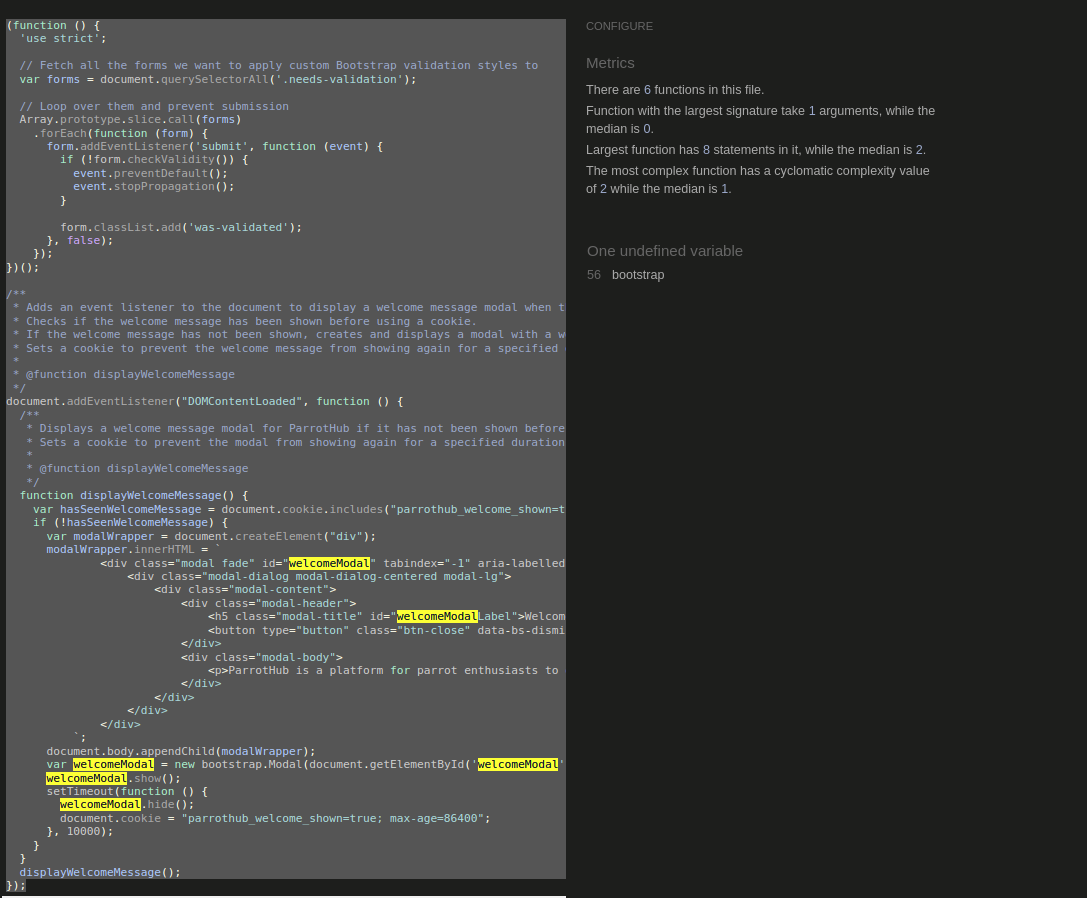 (function () {
  'use strict';

  // Fetch all the forms we want to apply custom Bootstrap validation styles to
  var forms = document.querySelectorAll('.needs-validation');

  // Loop over them and prevent submission
  Array.prototype.slice.call(forms)
    .forEach(function (form) {
      form.addEventListener('submit', function (event) {
        if (!form.checkValidity()) {
          event.preventDefault();
          event.stopPropagation();
        }

        form.classList.add('was-validated');
      }, false);
    });
})();

/**
 * Adds an event listener to the document to display a welcome message modal when t
 * Checks if the welcome message has been shown before using a cookie.
 * If the welcome message has not been shown, creates and displays a modal with a w
 * Sets a cookie to prevent the welcome message from showing again for a specified
 *
 * @function displayWelcomeMessage
 */
document.addEventListener("DOMContentLoaded", function () {
  /**
   * Displays a welcome message modal for ParrotHub if it has not been shown before
   * Sets a cookie to prevent the modal from showing again for a specified duration
   *
   * @function displayWelcomeMessage
   */
  function displayWelcomeMessage() {
    var hasSeenWelcomeMessage = document.cookie.includes("parrothub_welcome_shown=t
    if (!hasSeenWelcomeMessage) {
      var modalWrapper = document.createElement("div");
      modalWrapper.innerHTML = `
              <div class="modal fade" id="welcomeModal" tabindex="-1" aria-labelled
                  <div class="modal-dialog modal-dialog-centered modal-lg">
                      <div class="modal-content">
                          <div class="modal-header">
                              <h5 class="modal-title" id="welcomeModalLabel">Welcom
                              <button type="button" class="btn-close" data-bs-dismi
                          </div>
                          <div class="modal-body">
                              <p>ParrotHub is a platform for parrot enthusiasts to
                          </div>
                      </div>
                  </div>
              </div>
          `;
      document.body.appendChild(modalWrapper);
      var welcomeModal = new bootstrap.Modal(document.getElementById('welcomeModal'
      welcomeModal.show();
      setTimeout(function () {
        welcomeModal.hide();
        document.cookie = "parrothub_welcome_shown=true; max-age=86400";
      }, 10000);
    }
  }
  displayWelcomeMessage();
});
CONFIGURE
Metrics
There are 6 functions in this file.
Function with the largest signature take 1 arguments, while the
median is 0.
Largest function has 8 statements in it, while the median is 2.
The most complex function has a cyclomatic complexity value
of 2 while the median is 1.
One undefined variable
56 bootstrap